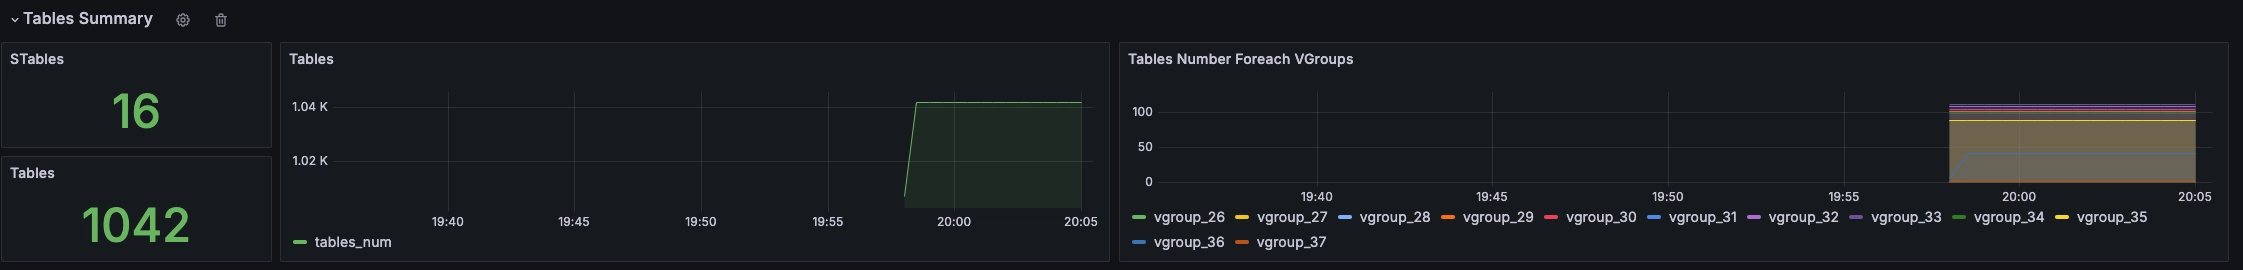 Tables Summary
STables
16
Tables
1042
Tables
1.04 K
1.02 K
19:40 19:45 19:50 19:55 20:00 20:05
tables_num
Tables Number Foreach VGroups
100
50
0
19:40 19:45 19:50 19:55 20:00 20:05
vgroup_26 vgroup_27 vgroup_28 vgroup_29 vgroup_30 vgroup_31 vgroup_32 vgroup_33 vgroup_34 vgroup_35
vgroup_36 vgroup_37